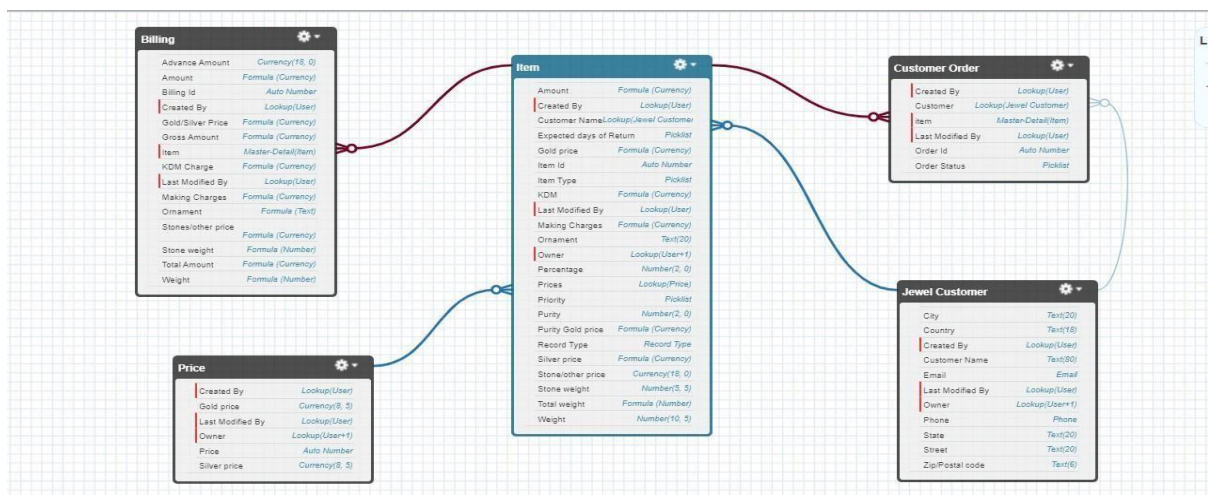 Billing
Advance Amount Currency(18, 0)
Amount Formula (Currency)
Billing Id Auto Number
Created By Lookup(User)
Gold/Silver Price Formula (Currency)
Gross Amount Formula (Currency)
Item Master-Detail(Item)
KDM Charge Formula (Currency)
Last Modified By Lookup(User)
Making Charges Formula (Currency)
Ornament Formula (Text)
Stones/other price Formula (Currency)
Stone weight Formula (Number)
Total Amount Formula (Currency)
Weight Formula (Number)
Price
Created By Lookup(User)
Gold price Currency(8, 5)
Last Modified By Lookup(User)
Owner Lookup(User+1)
Price Auto Number
Silver price Currency(8, 5)
Item
Amount Formula (Currency)
Created By Lookup(User)
Customer Name Lookup(Jewel Customer
Expected days of Return Picklist
Gold price Formula (Currency)
Item Id Auto Number
Item Type Picklist
KDM Formula (Currency)
Last Modified By Lookup(User)
Making Charges Formula (Currency)
Ornament Text(20)
Owner Lookup(User+1)
Percentage Number(2, 0)
Prices Lookup(Price)
Priority Picklist
Purity Number(2, 0)
Purity Gold price Formula (Currency)
Record Type Record Type
Silver price Formula (Currency)
Stone/other price Currency(18, 0)
Stone weight Number(5, 5)
Total weight Formula (Number)
Weight Number(10, 5)
Customer Order
Created By Lookup(User)
Customer Lookup(Jewel Customer)
item Master-Detail(Item)
Last Modified By Lookup(User)
Order Id Auto Number
Order Status Picklist
Jewel Customer
City Text(20)
Country Text(18)
Created By Lookup(User)
Customer Name Text(80)
Email Email
Last Modified By Lookup(User)
Owner Lookup(User+1)
Phone Phone
State Text(20)
Street Text(20)
Zip/Postal code Text(6)
L